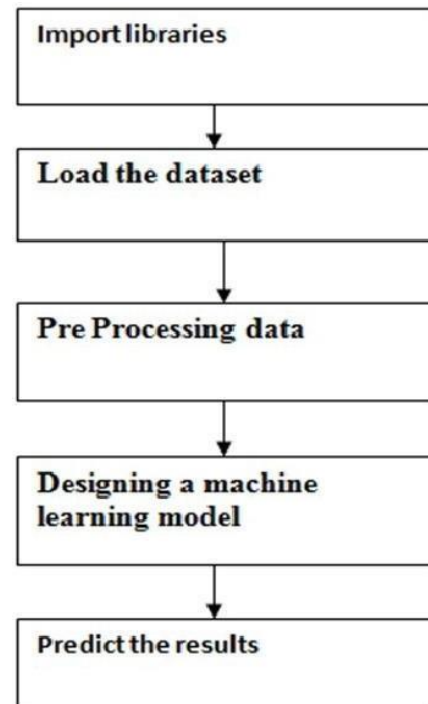 Import libraries
Load the dataset
Pre Processing data
Designing a machine
learning model
Predict the results